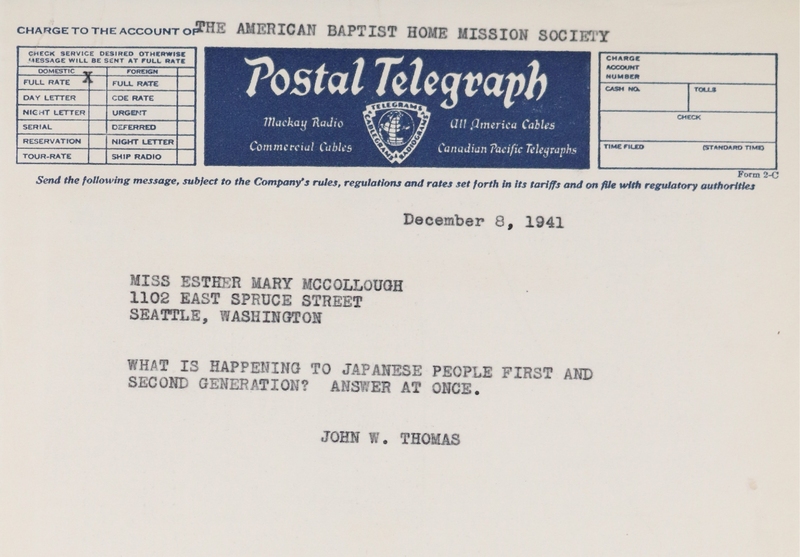 CHARGE TO THE ACCOUNT OF THE AMERICAN BAPTIST HOME MISSION SOCIETY
CHECK SERVICE DESIRED OTHERWISE
MESSAGE WILL BE SENT AT FULL RATE
DOMESTIC FOREIGN
FULL RATE X FULL RATE
DAY LETTER CDE RATE
NIGHT LETTER URGENT
SERIAL DEFERRED
RESERVATION NIGHT LETTER
TOUR-RATE SHIP RADIO
Postal Telegraph
Mackay Radio All America Cables
Commercial Cables Canadian Pacific Telegraphs
TELEGRAMS
CABLEGRAMS RADIOGRAMS
CHARGE
ACCOUNT
NUMBER
CASH NO. TOLLS
CHECK
TIME FILED (STANDARD TIME)
Form 2-C
Send the following message, subject to the Company's rules, regulations and rates set forth in its tariffs and on file with regulatory authorities
December 8, 1941
MISS ESTHER MARY MCCOLLOUGH
1102 EAST SPRUCE STREET
SEATTLE, WASHINGTON
WHAT IS HAPPENING TO JAPANESE PEOPLE FIRST AND
SECOND GENERATION? ANSWER AT ONCE.
JOHN W. THOMAS